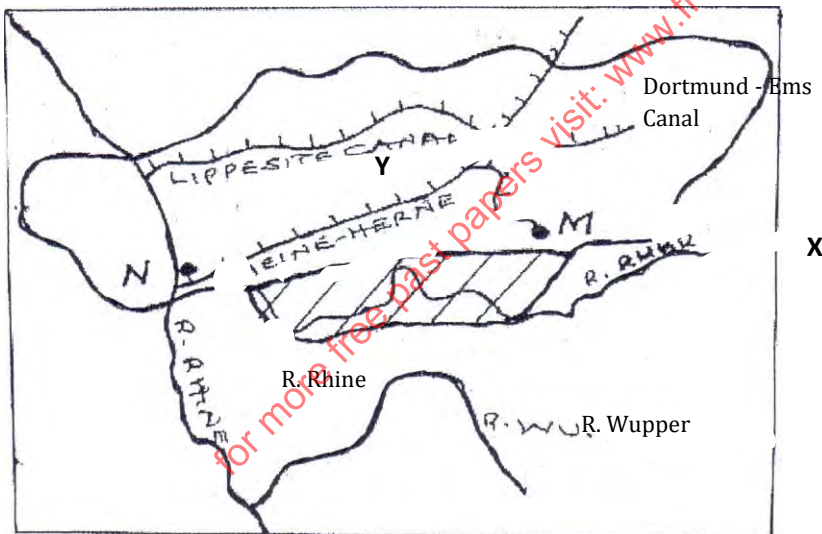 Dortmund - Ems
Canal
LIPPESITE CANAL
Y
EINE-HERNE
M
X
N
R. RHUR
R. RHINE
R. Rhine
R. WU.
R. Wupper
for more free past papers visit: www.fr